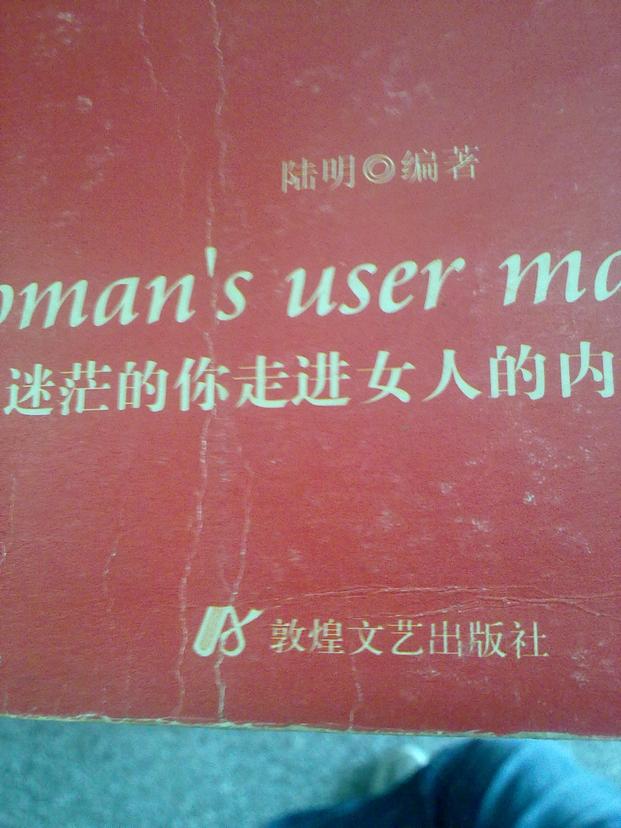 陆明◎编著
oman's user ma
迷茫的你走进女人的内
敦煌文艺出版社